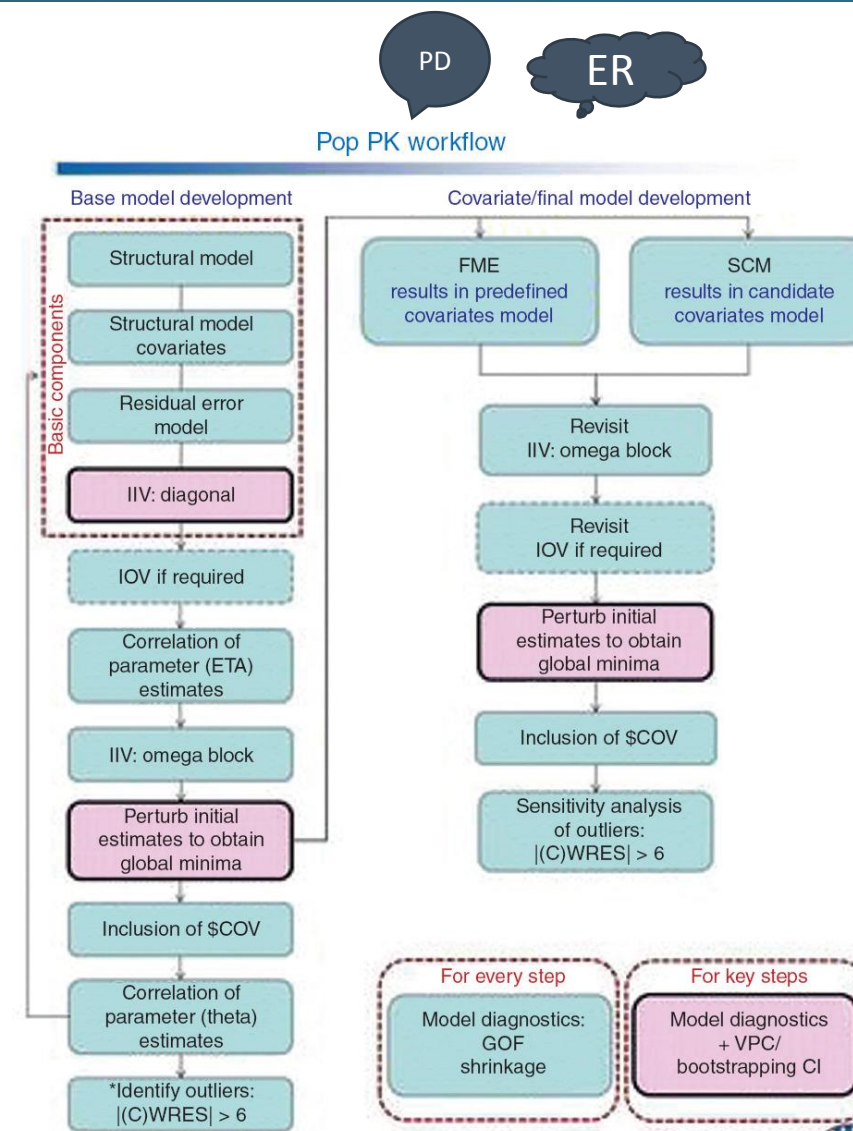 PD
ER
Pop PK workflow
Base model development
Basic components
Structural model
Structural model
covariates
Residual error
model
IIV: diagonal
IOV if required
Correlation of
parameter (ETA)
estimates
IIV: omega block
Perturb initial
estimates to obtain
global minima
Inclusion of $COV
Correlation of
parameter (theta)
estimates
*Identify outliers:
|(C)WRES| > 6
Covariate/final model development
FME
results in predefined
covariates model
SCM
results in candidate
covariates model
Revisit
IIV: omega block
Revisit
IOV if required
Perturb initial
estimates to obtain
global minima
Inclusion of $COV
Sensitivity analysis
of outliers:
|(C)WRES| > 6
For every step
Model diagnostics:
GOF
shrinkage
For key steps
Model diagnostics
+ VPC/
bootstrapping CI